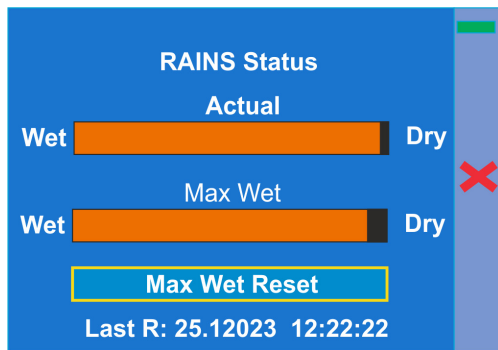 RAINS Status
Actual
Wet Dry
Max Wet
Wet Dry
Max Wet Reset
Last R: 25.12023 12:22:22